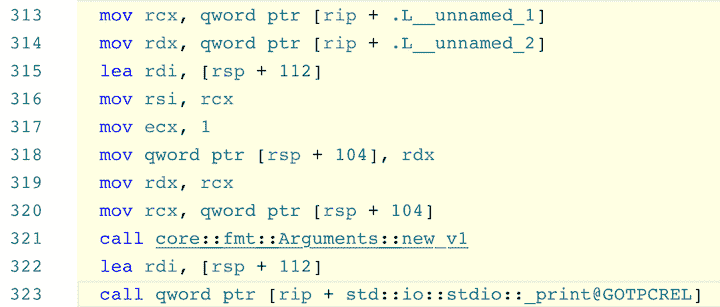 313 mov rcx, qword ptr [rip + .L__unnamed_1]
314 mov rdx, qword ptr [rip + .L__unnamed_2]
315 lea rdi, [rsp + 112]
316 mov rsi, rcx
317 mov ecx, 1
318 mov qword ptr [rsp + 104], rdx
319 mov rdx, rcx
320 mov rcx, qword ptr [rsp + 104]
321 call core::fmt::Arguments::new_v1
322 lea rdi, [rsp + 112]
323 call qword ptr [rip + std::io::stdio::_print@GOTPCREL]